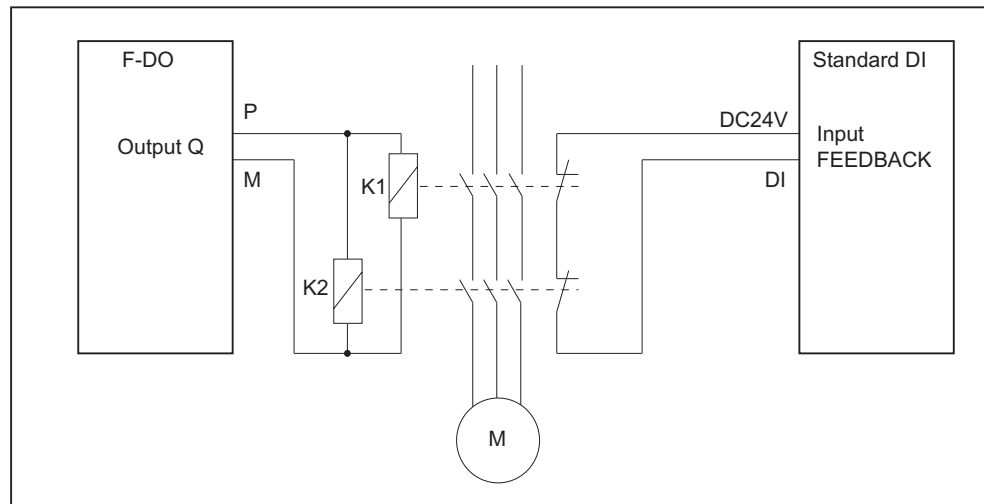 F-DO
Output Q
P
M
K1
K2
M
Standard DI
DC24V
Input
FEEDBACK
DI